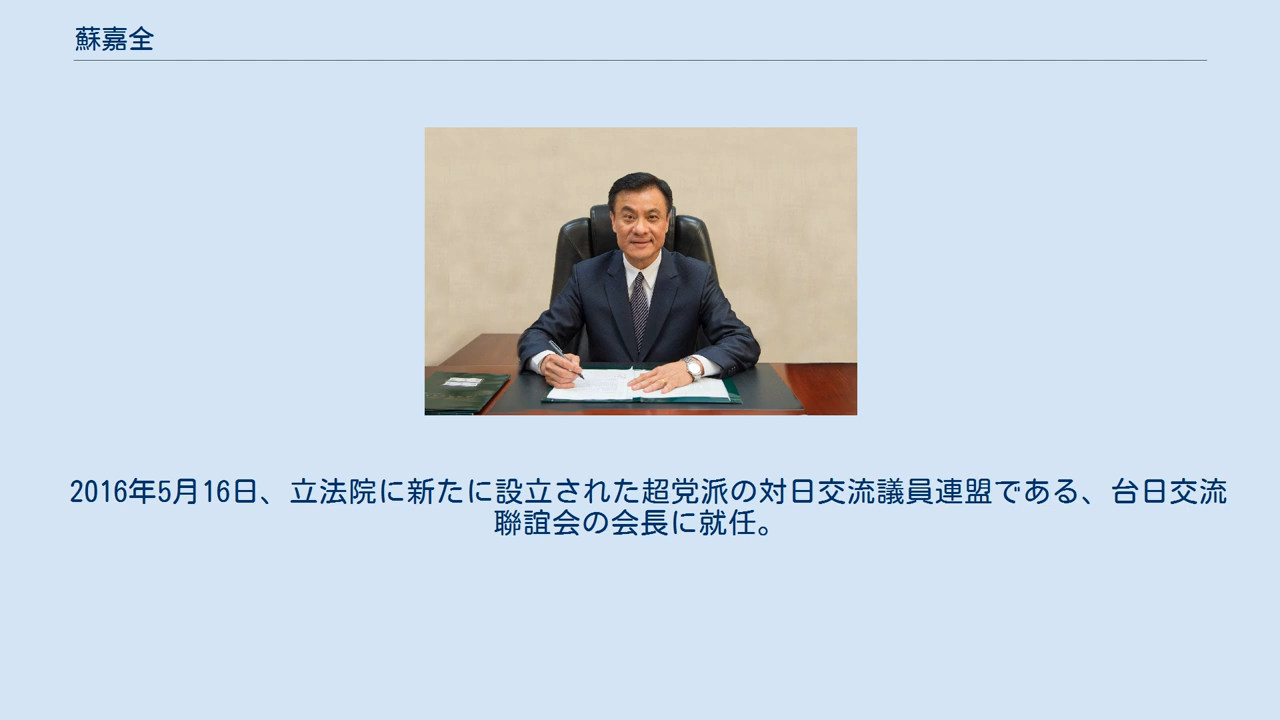 蘇嘉全
2016年5月16日、立法院に新たに設立された超党派の対日交流議員連盟である、台日交流
聯誼会の会長に就任。